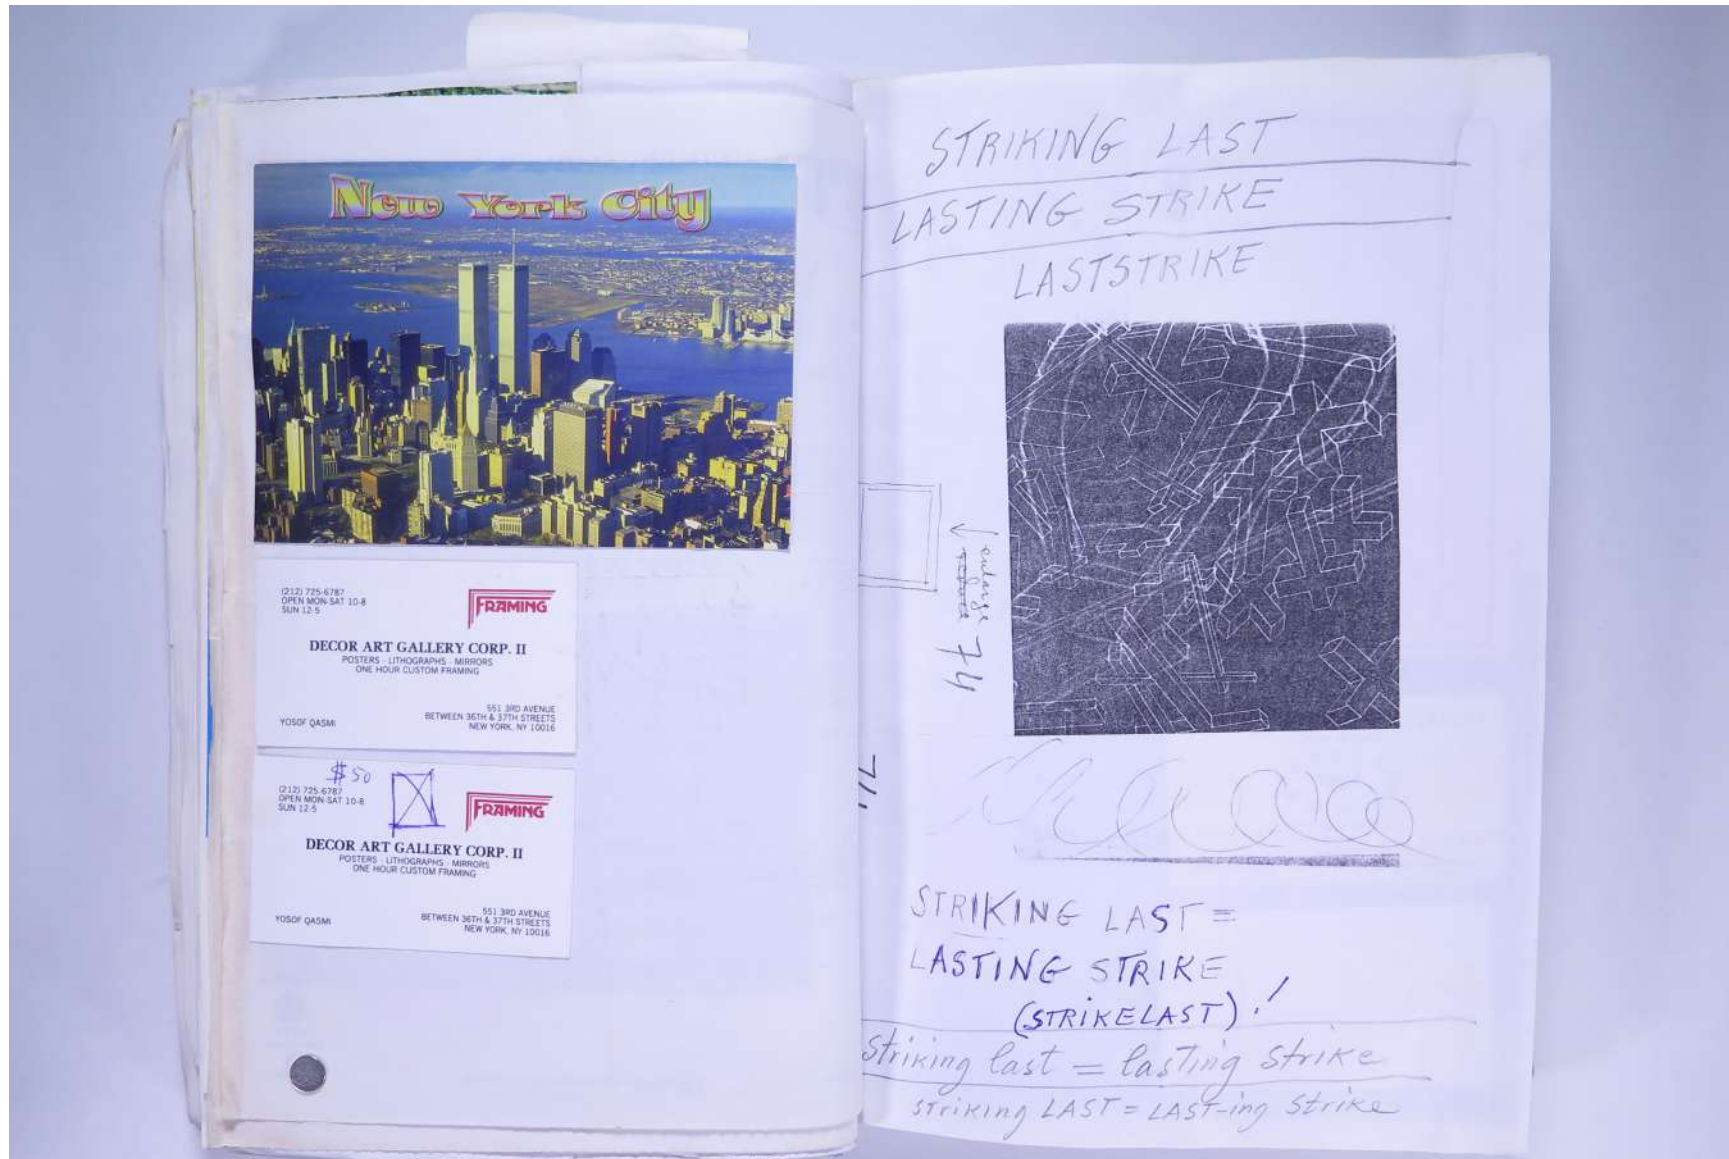 New York City
(212) 725-6787
OPEN MON-SAT 10-8
SUN 12-5
FRAMING
DECOR ART GALLERY CORP. II
POSTERS - LITHOGRAPHS - MIRRORS
ONE HOUR CUSTOM FRAMING
551 3RD AVENUE
BETWEEN 36TH & 37TH STREETS
NEW YORK, NY 10016
YOSOF QASMI
$50
(212) 725-6787
OPEN MON-SAT 10-8
SUN 12-5
FRAMING
DECOR ART GALLERY CORP. II
POSTERS - LITHOGRAPHS - MIRRORS
ONE HOUR CUSTOM FRAMING
551 3RD AVENUE
BETWEEN 36TH & 37TH STREETS
NEW YORK, NY 10016
YOSOF QASMI
STRIKING LAST
LASTING STRIKE
LASTSTRIKE
enlarge 74
STRIKING LAST =
LASTING STRIKE
(STRIKELAST)!
striking last = lasting strike
striking LAST = LAST-ing strike